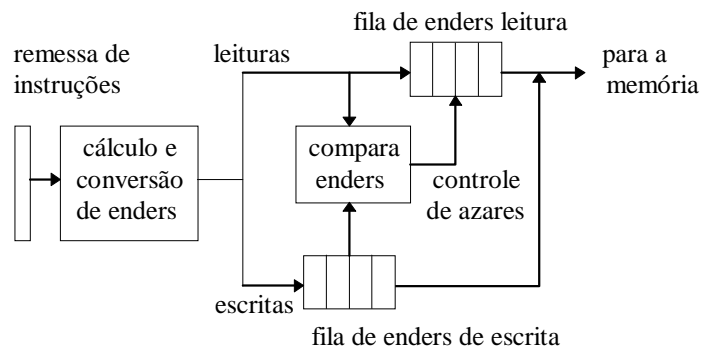 fila de enders leitura
remessa de
instruções
leituras
para a
memória
cálculo e
conversão
de enders
compara
enders
controle
de azares
escritas
fila de enders de escrita